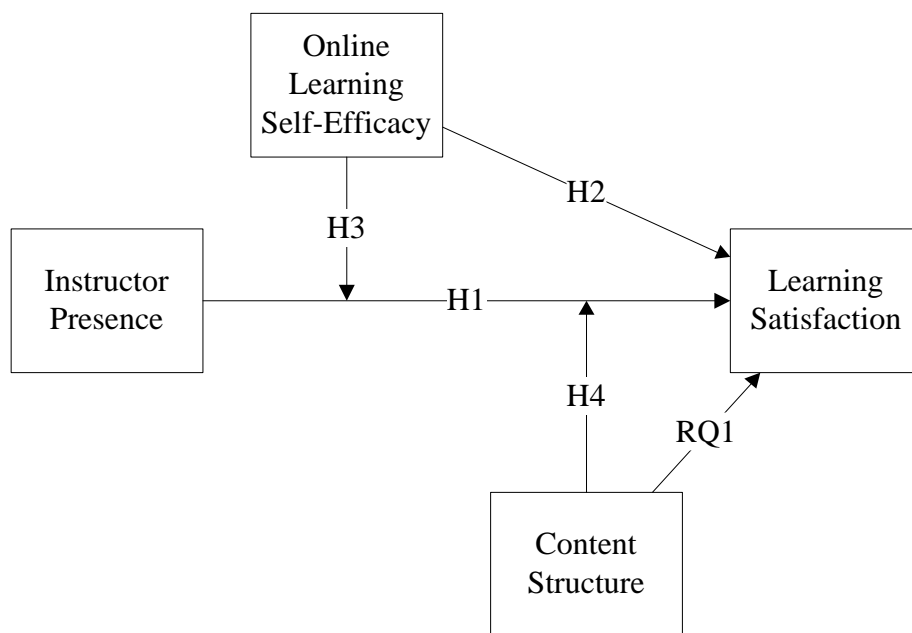 Online
Learning
Self-Efficacy
H2
H3
Instructor
Presence
H1
Learning
Satisfaction
H4
RQ1
Content
Structure